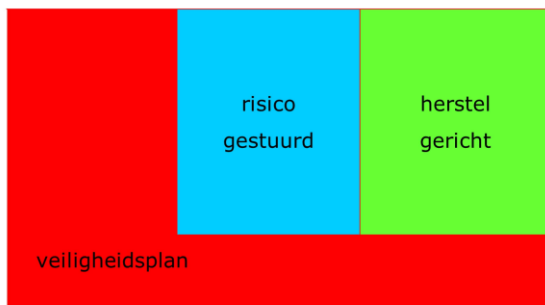 risico
gestuurd
herstel
gericht
veiligheidsplan